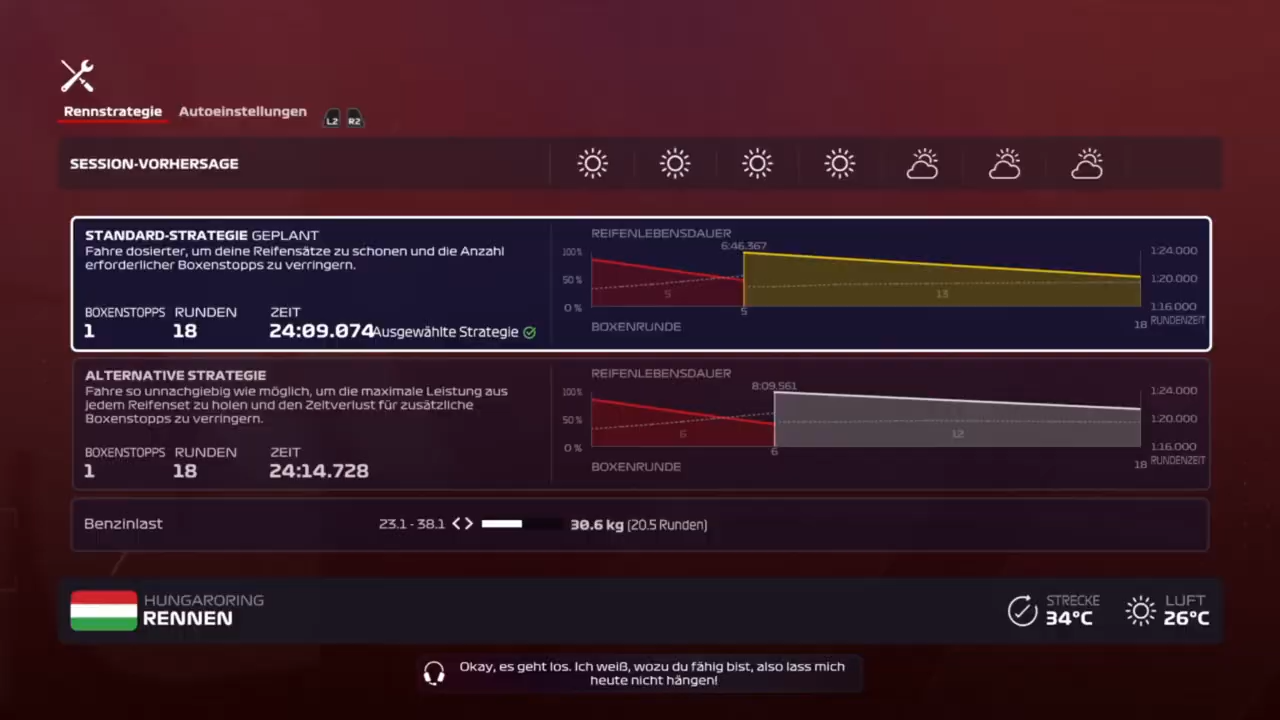 Rennstrategie Autoeinstellungen L2 R2
SESSION-VORHERSAGE
STANDARD-STRATEGIE GEPLANT
Fahre dosierter, um deine Reifensätze zu schonen und die Anzahl
erforderlicher Boxenstopps zu verringern.
BOXENSTOPPS RUNDEN ZEIT
1 18 24:09.074 Ausgewählte Strategie
REIFENLEBENSDAUER
6:46.367
100% 1:24.000
50 % 1:20.000
5 13
0 % 1:16.000
5
BOXENRUNDE 18 RUNDENZEIT
ALTERNATIVE STRATEGIE
Fahre so unnachgiebig wie möglich, um die maximale Leistung aus
jedem Reifenset zu holen und den Zeitverlust für zusätzliche
Boxenstopps zu verringern.
BOXENSTOPPS RUNDEN ZEIT
1 18 24:14.728
REIFENLEBENSDAUER
8:09.561
100% 1:24.000
50 % 1:20.000
6 12
0 % 1:16.000
6
BOXENRUNDE 18 RUNDENZEIT
Benzinlast 23.1 - 38.1 <> 30.6 kg (20.5 Runden)
HUNGARORING
RENNEN
STRECKE
34°C
LUFT
26°C
Okay, es geht los. Ich weiß, wozu du fähig bist, also lass mich
heute nicht hängen!